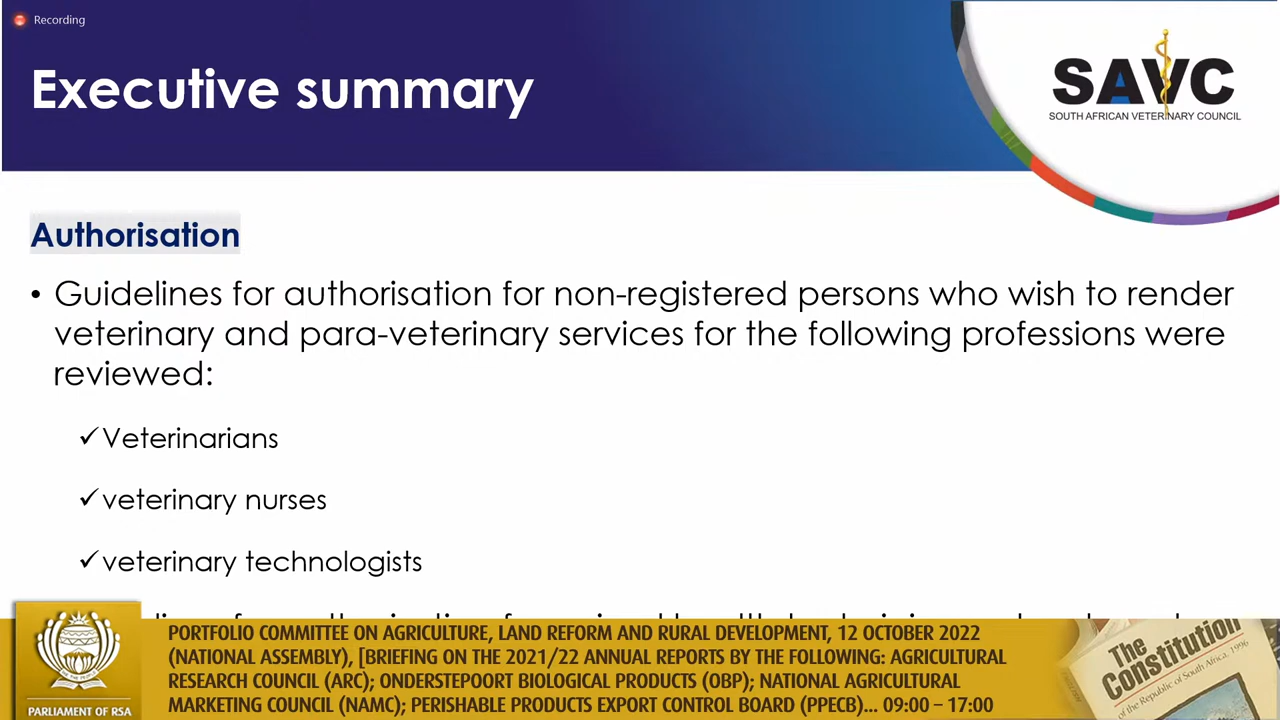 Recording
Executive summary
SAVC
SOUTH AFRICAN VETERINARY COUNCIL
Authorisation
• Guidelines for authorisation for non-registered persons who wish to render
veterinary and para-veterinary services for the following professions were
reviewed:
✓Veterinarians
✓veterinary nurses
✓veterinary technologists
PORTFOLIO COMMITTEE ON AGRICULTURE, LAND REFORM AND RURAL DEVELOPMENT, 12 OCTOBER 2022
(NATIONAL ASSEMBLY), [BRIEFING ON THE 2021/22 ANNUAL REPORTS BY THE FOLLOWING: AGRICULTURAL
RESEARCH COUNCIL (ARC); ONDERSTEPOORT BIOLOGICAL PRODUCTS (OBP); NATIONAL AGRICULTURAL
MARKETING COUNCIL (NAMC); PERISHABLE PRODUCTS EXPORT CONTROL BOARD (PPECB)... 09:00 – 17:00
PARLIAMENT OF RSA
The
Constitution
of the Republic of South Africa, 1996